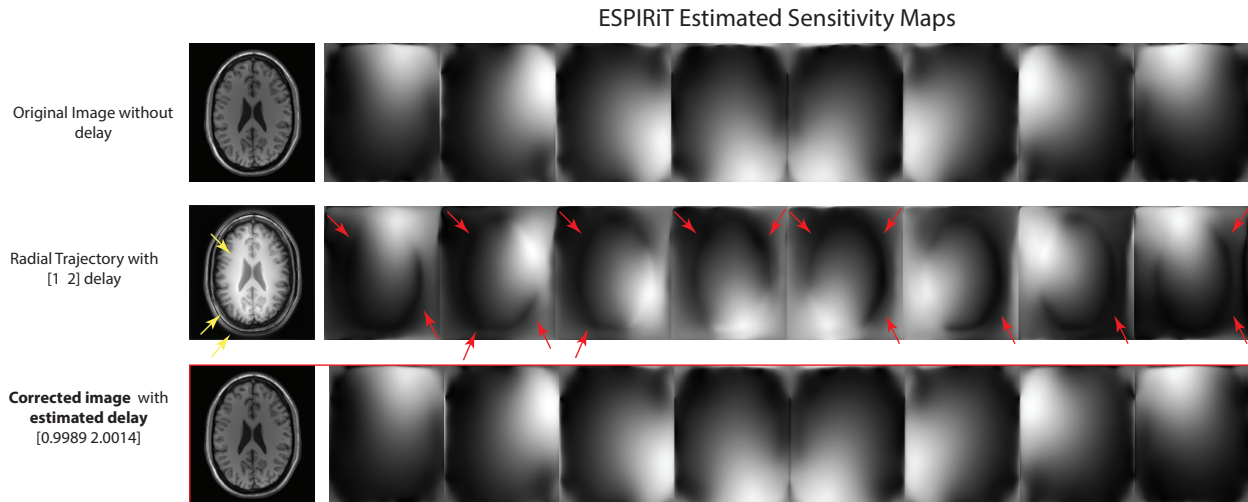 ESPIRiT Estimated Sensitivity Maps
Original Image without
delay
Radial Trajectory with
[1 2] delay
Corrected image with
estimated delay
[0.9989 2.0014]